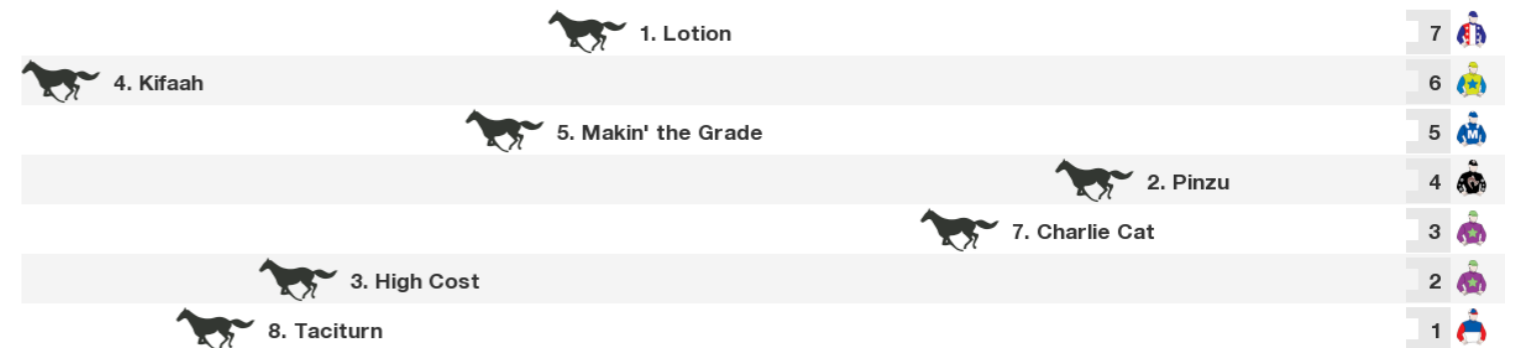 1. Lotion 7
4. Kifaah 6
5. Makin' the Grade 5 M
2. Pinzu 4
7. Charlie Cat 3
3. High Cost 2
8. Taciturn 1